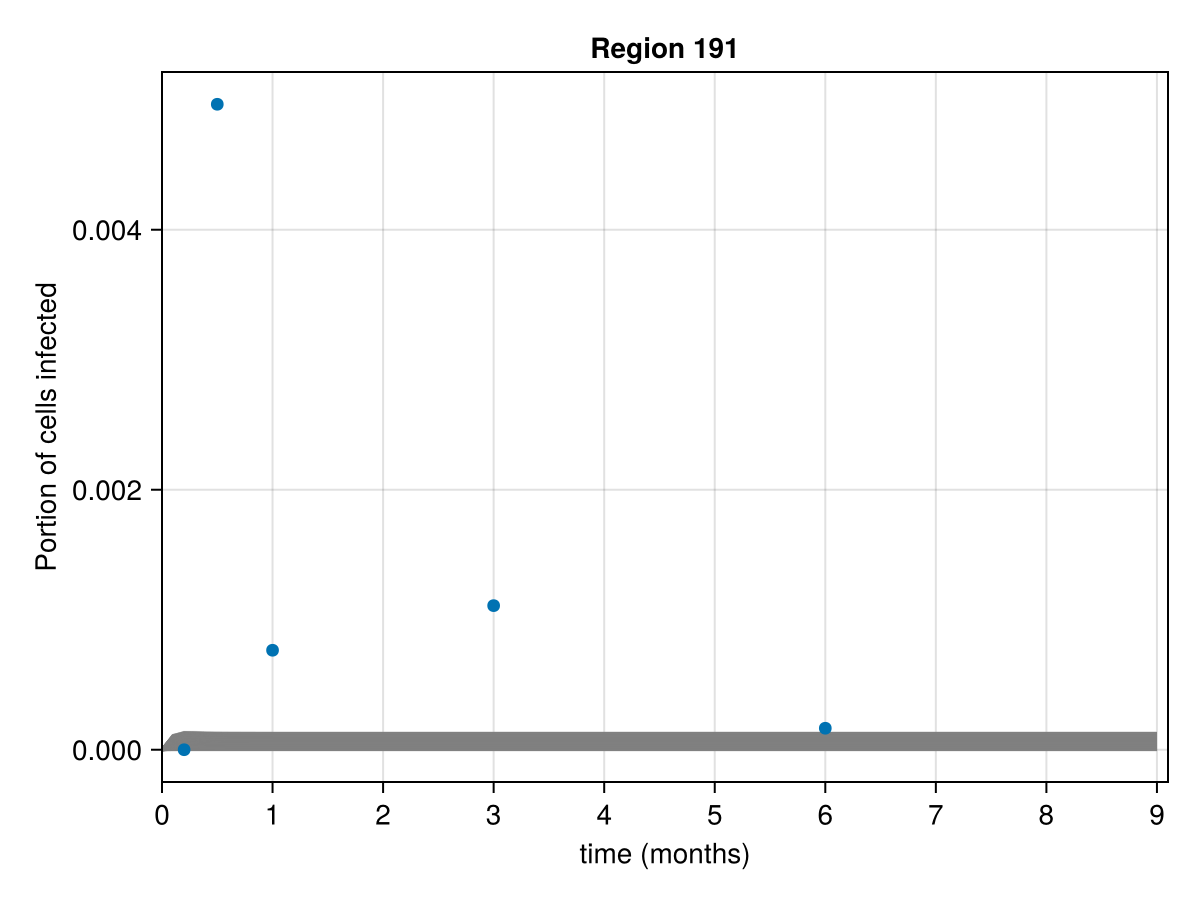 Region 191
Portion of cells infected
0.004
0.002
0.000
0 1 2 3 4 5 6 7 8 9
time (months)